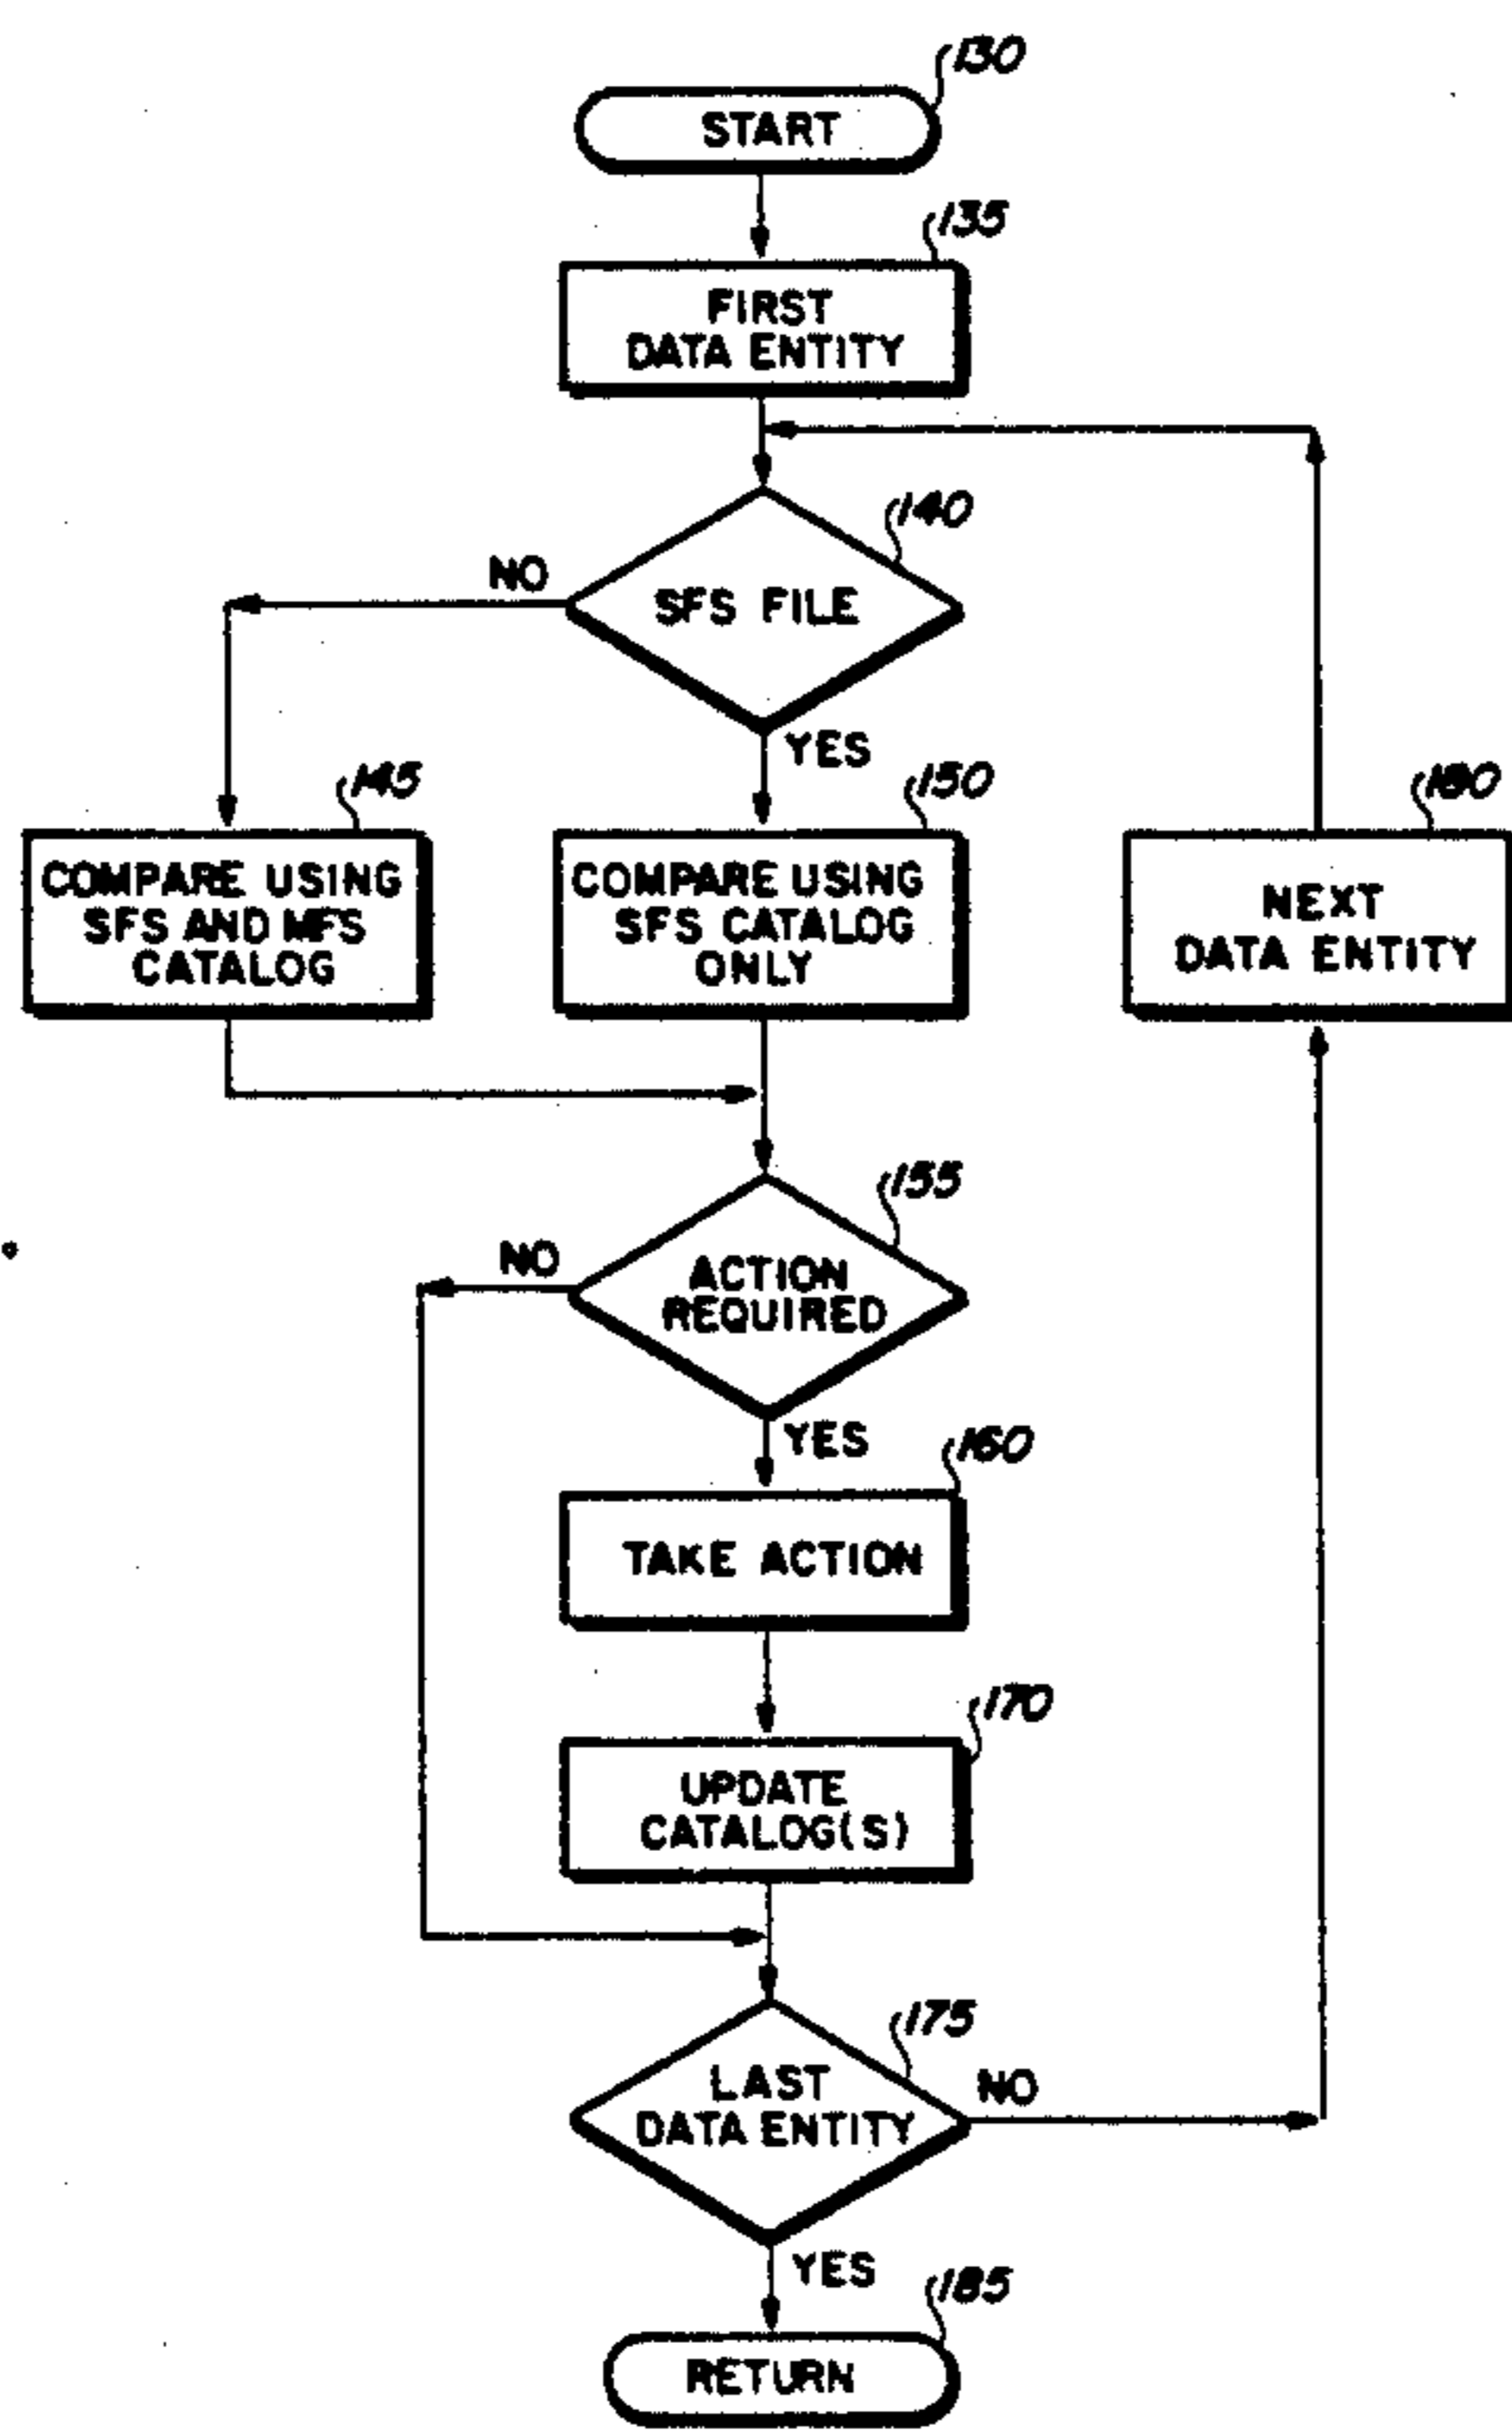 130
START
135
FIRST
DATA ENTITY
140
NO
SFS FILE
YES
145
COMPARE USING
SFS AND MFS
CATALOG
150
COMPARE USING
SFS CATALOG
ONLY
180
NEXT
DATA ENTITY
155
NO
ACTION
REQUIRED
YES
160
TAKE ACTION
170
UPDATE
CATALOG(S)
175
LAST
DATA ENTITY
NO
YES
185
RETURN